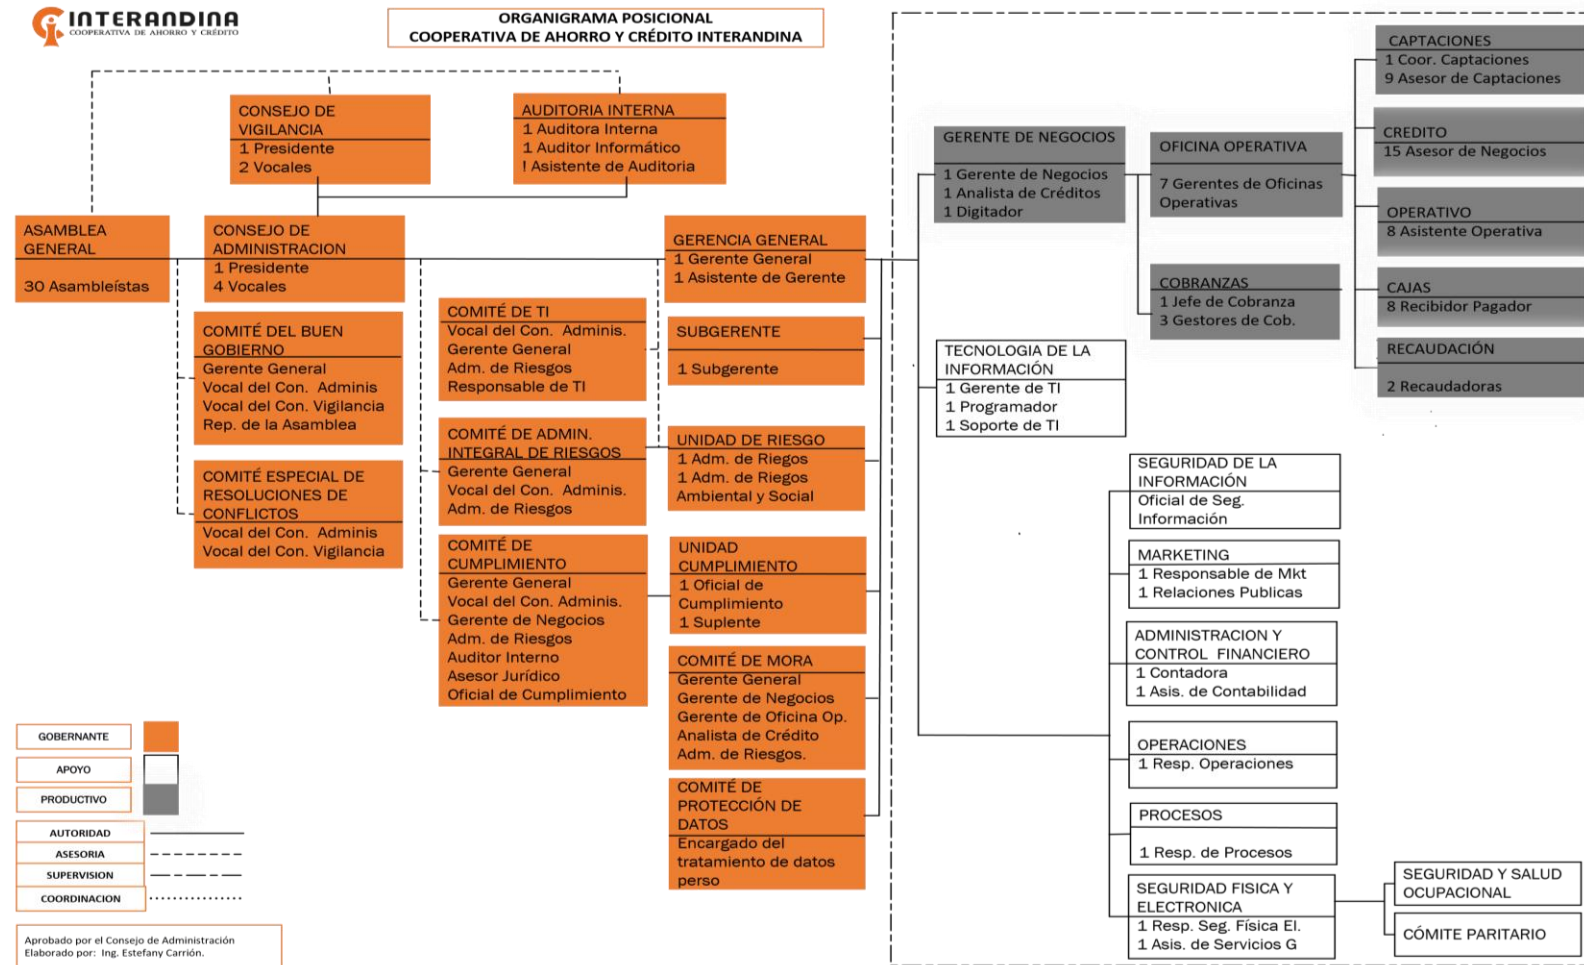 INTERANDINA
COOPERATIVA DE AHORRO Y CRÉDITO
ORGANIGRAMA POSICIONAL
COOPERATIVA DE AHORRO Y CRÉDITO INTERANDINA
CONSEJO DE
VIGILANCIA
1 Presidente
2 Vocales
AUDITORIA INTERNA
1 Auditora Interna
1 Auditor Informático
! Asistente de Auditoria
ASAMBLEA
GENERAL
30 Asambleístas
CONSEJO DE
ADMINISTRACION
1 Presidente
4 Vocales
GERENCIA GENERAL
1 Gerente General
1 Asistente de Gerente
COMITÉ DEL BUEN
GOBIERNO
Gerente General
Vocal del Con. Adminis
Vocal del Con. Vigilancia
Rep. de la Asamblea
COMITÉ ESPECIAL DE
RESOLUCIONES DE
CONFLICTOS
Vocal del Con. Adminis
Vocal del Con. Vigilancia
COMITÉ DE TI
Vocal del Con. Adminis.
Gerente General
Adm. de Riesgos
Responsable de TI
COMITÉ DE ADMIN.
INTEGRAL DE RIESGOS
Gerente General
Vocal del Con. Adminis.
Adm. de Riesgos
COMITÉ DE
CUMPLIMIENTO
Gerente General
Vocal del Con. Adminis.
Gerente de Negocios
Adm. de Riesgos
Auditor Interno
Asesor Jurídico
Oficial de Cumplimiento
SUBGERENTE
1 Subgerente
UNIDAD DE RIESGO
1 Adm. de Riegos
1 Adm. de Riegos
Ambiental y Social
UNIDAD
CUMPLIMIENTO
1 Oficial de
Cumplimiento
1 Suplente
COMITÉ DE MORA
Gerente General
Gerente de Negocios
Gerente de Oficina Op.
Analista de Crédito
Adm. de Riesgos.
COMITÉ DE
PROTECCIÓN DE
DATOS
Encargado del
tratamiento de datos
perso
GERENTE DE NEGOCIOS
1 Gerente de Negocios
1 Analista de Créditos
1 Digitador
OFICINA OPERATIVA
7 Gerentes de Oficinas
Operativas
COBRANZAS
1 Jefe de Cobranza
3 Gestores de Cob.
CAPTACIONES
1 Coor. Captaciones
9 Asesor de Captaciones
CREDITO
15 Asesor de Negocios
OPERATIVO
8 Asistente Operativa
CAJAS
8 Recibidor Pagador
RECAUDACIÓN
2 Recaudadoras
TECNOLOGIA DE LA
INFORMACIÓN
1 Gerente de TI
1 Programador
1 Soporte de TI
SEGURIDAD DE LA
INFORMACIÓN
Oficial de Seg.
Información
MARKETING
1 Responsable de Mkt
1 Relaciones Publicas
ADMINISTRACION Y
CONTROL FINANCIERO
1 Contadora
1 Asis. de Contabilidad
OPERACIONES
1 Resp. Operaciones
PROCESOS
1 Resp. de Procesos
SEGURIDAD FISICA Y
ELECTRONICA
1 Resp. Seg. Física El.
1 Asis. de Servicios G
SEGURIDAD Y SALUD
OCUPACIONAL
CÓMITE PARITARIO
GOBERNANTE
APOYO
PRODUCTIVO
AUTORIDAD
ASESORIA
SUPERVISION
COORDINACION
Aprobado por el Consejo de Administración
Elaborado por: Ing. Estefany Carrión.